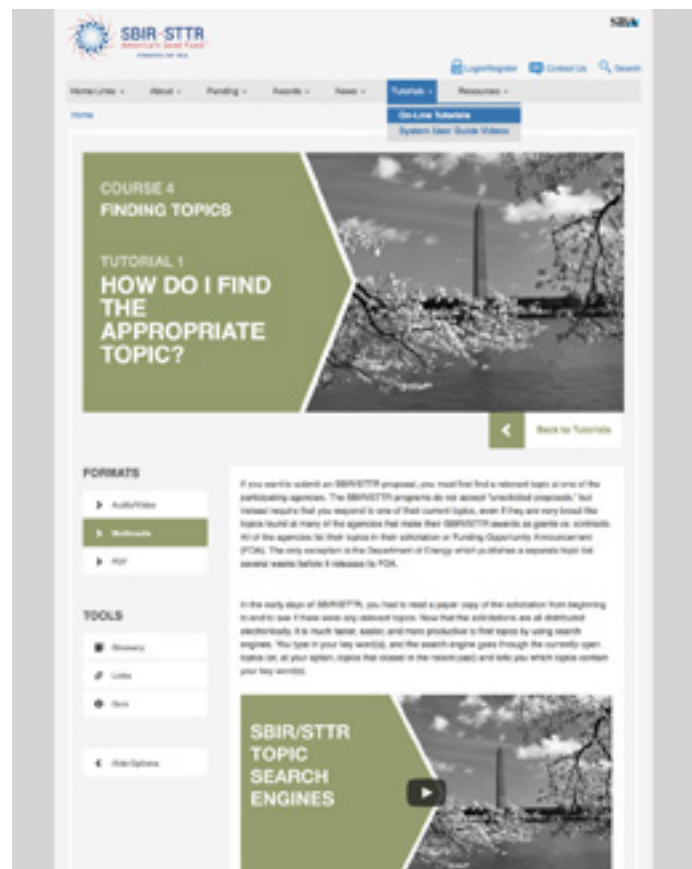 SBIR·STTR
America's Seed Fund
SBA
Login/Register Contact Us Search
Home Links About Funding Awards News Tutorials Resources
Home
On-Line Tutorials
System User Guide Videos
COURSE 4
FINDING TOPICS
TUTORIAL 1
HOW DO I FIND
THE
APPROPRIATE
TOPIC?
Back to Tutorials
FORMATS
Audio/Video
Multimedia
PDF
TOOLS
Glossary
Links
Quiz
Hide Options
If you want to submit an SBIR/STTR proposal, you must first find a relevant topic at one of the
participating agencies. The SBIR/STTR programs do not accept "unsolicited proposals," but
instead require that you respond to one of their current topics, even if they are very broad like
topics found at many of the agencies that make their SBIR/STTR awards as grants vs. contracts.
All of the agencies list their topics in their solicitation or Funding Opportunity Announcement
(FOA). The only exception is the Department of Energy which publishes a separate topic list
several weeks before it releases its FOA.
In the early days of SBIR/STTR, you had to read a paper copy of the solicitation from beginning
to end to see if there were any relevant topics. Now that the solicitations are all distributed
electronically, it is much faster, easier, and more productive to find topics by using search
engines. You type in your key word(s), and the search engine goes through the currently open
topics (or, at your option, topics that closed in the recent past) and tells you which topics contain
your key word(s).
SBIR/STTR
TOPIC
SEARCH
ENGINES